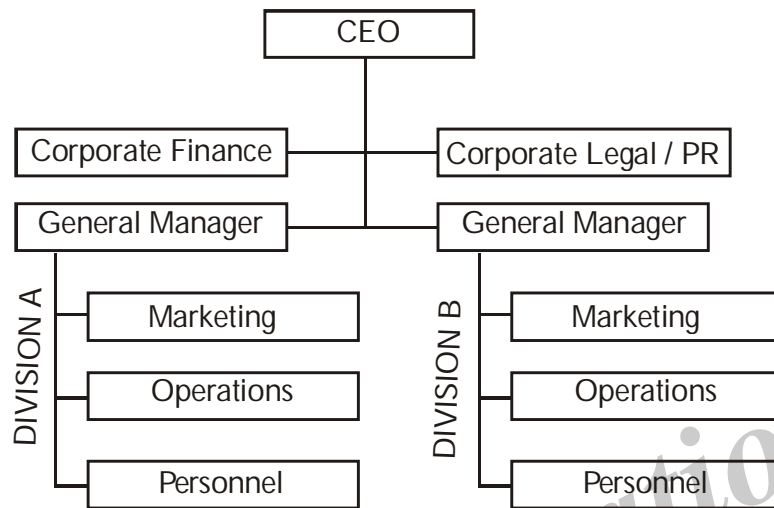 CEO
Corporate Finance
Corporate Legal / PR
General Manager
General Manager
DIVISION A
Marketing
Operations
Personnel
DIVISION B
Marketing
Operations
Personnel